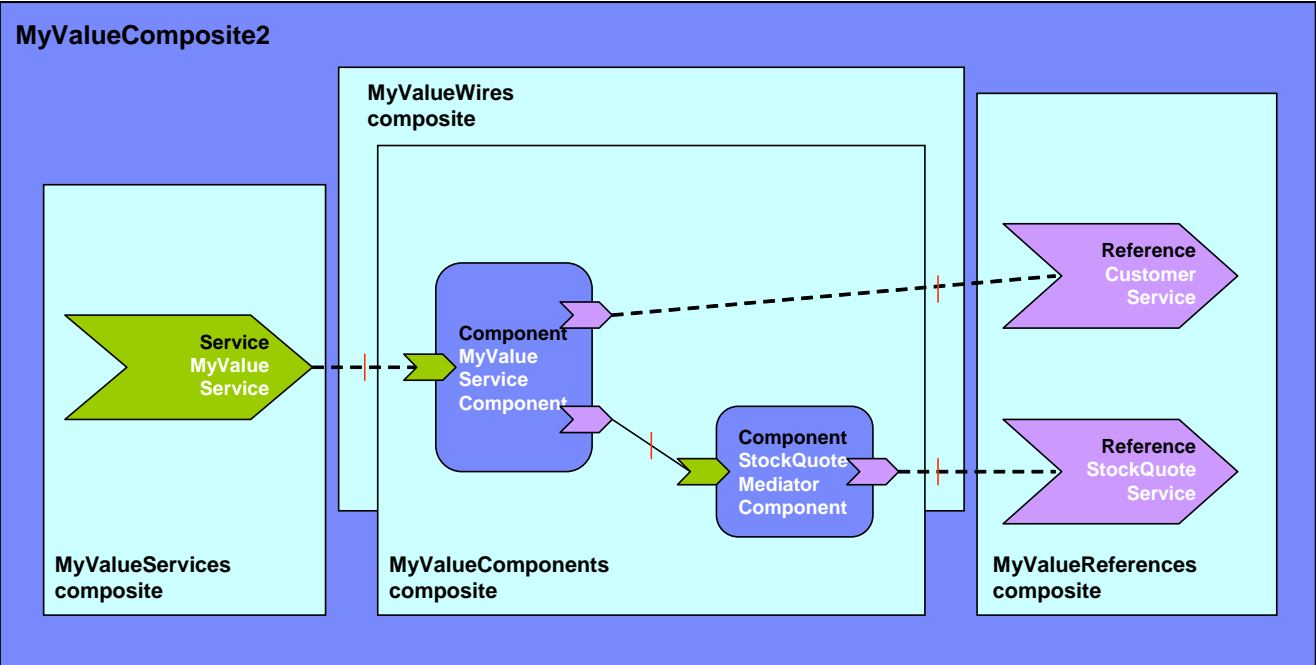 MyValueComposite2
MyValueWires
composite
Service
MyValue
Service
Component
MyValue
Service
Component
Component
StockQuote
Mediator
Component
Reference
Customer
Service
Reference
StockQuote
Service
MyValueServices
composite
MyValueComponents
composite
MyValueReferences
composite